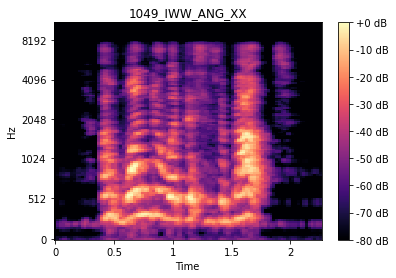 1049_IWW_ANG_XX
8192
4096
2048
1024
512
0
Hz
0
0.5
1
1.5
2
Time
+0 dB
-10 dB
-20 dB
-30 dB
-40 dB
-50 dB
-60 dB
-70 dB
-80 dB